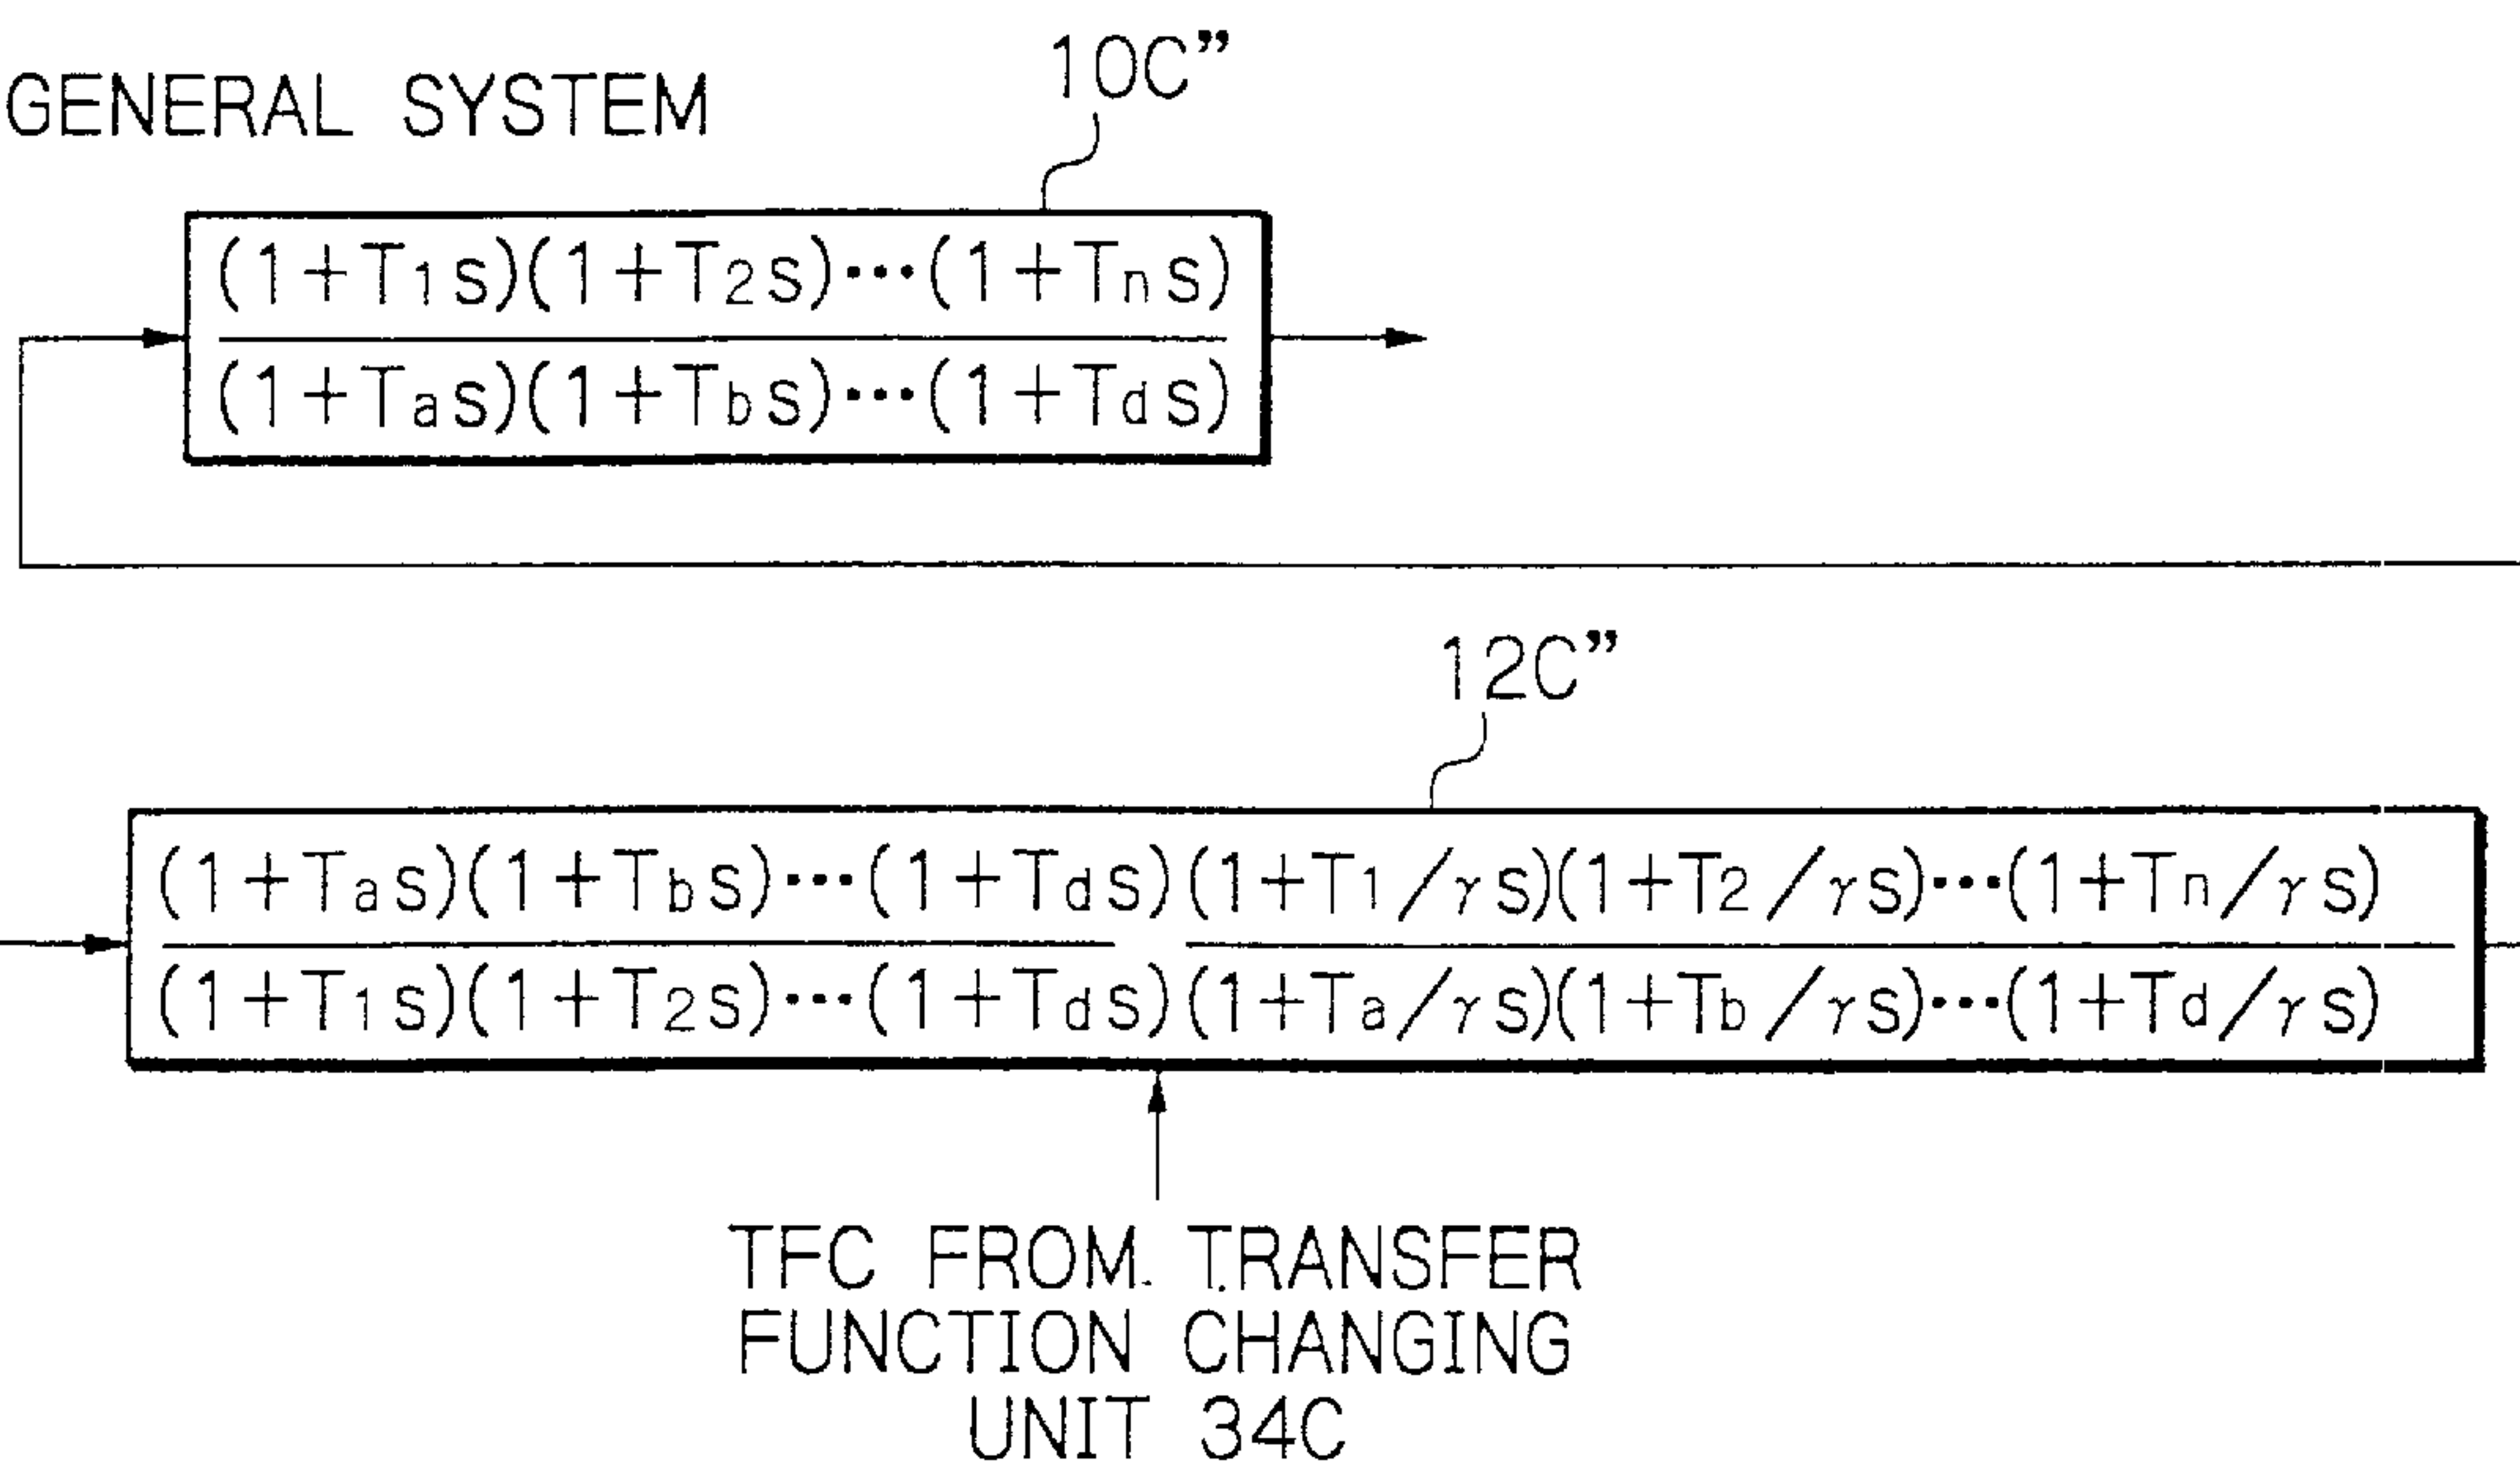 10C”
GENERAL SYSTEM
(1+T1s)(1+T2s)•••(1+Tns)
(1+Tas)(1+Tbs)•••(1+Tds)
12C”
(1+Tas)(1+Tbs)•••(1+Tds)(1+T1/γs)(1+T2/γs)•••(1+Tn/γs)
(1+T1s)(1+T2s)•••(1+Tds)(1+Ta/γs)(1+Tb/γs)•••(1+Td/γs)
TFC FROM TRANSFER
FUNCTION CHANGING
UNIT 34C